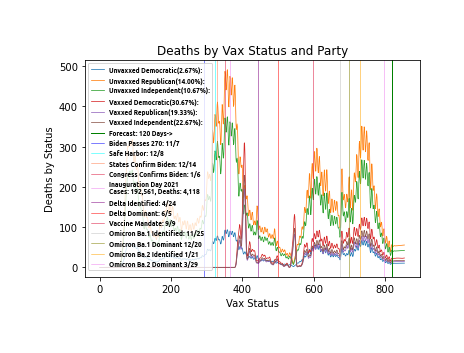 Deaths by Vax Status and Party
Deaths by Status
500
400
300
200
100
0
Unvaxxed Democratic(2.67%):
Unvaxxed Republican(14.00%):
Unvaxxed Independent(10.67%):
Vaxxed Democratic(30.67%):
Vaxxed Republican(19.33%):
Vaxxed Independent(22.67%):
Forecast: 120 Days->
Biden Passes 270: 11/7
Safe Harbor: 12/8
States Confirm Biden: 12/14
Congress Confirms Biden: 1/6
Inauguration Day 2021
Cases: 192,561, Deaths: 4,118
Delta Identified: 4/24
Delta Dominant: 6/5
Vaccine Mandate: 9/9
Omicron Ba.1 Identified: 11/25
Omicron Ba.1 Dominant 12/20
Omicron Ba.2 Identified 1/21
Omicron Ba.2 Dominant 3/29
0 200 400 600 800
Vax Status